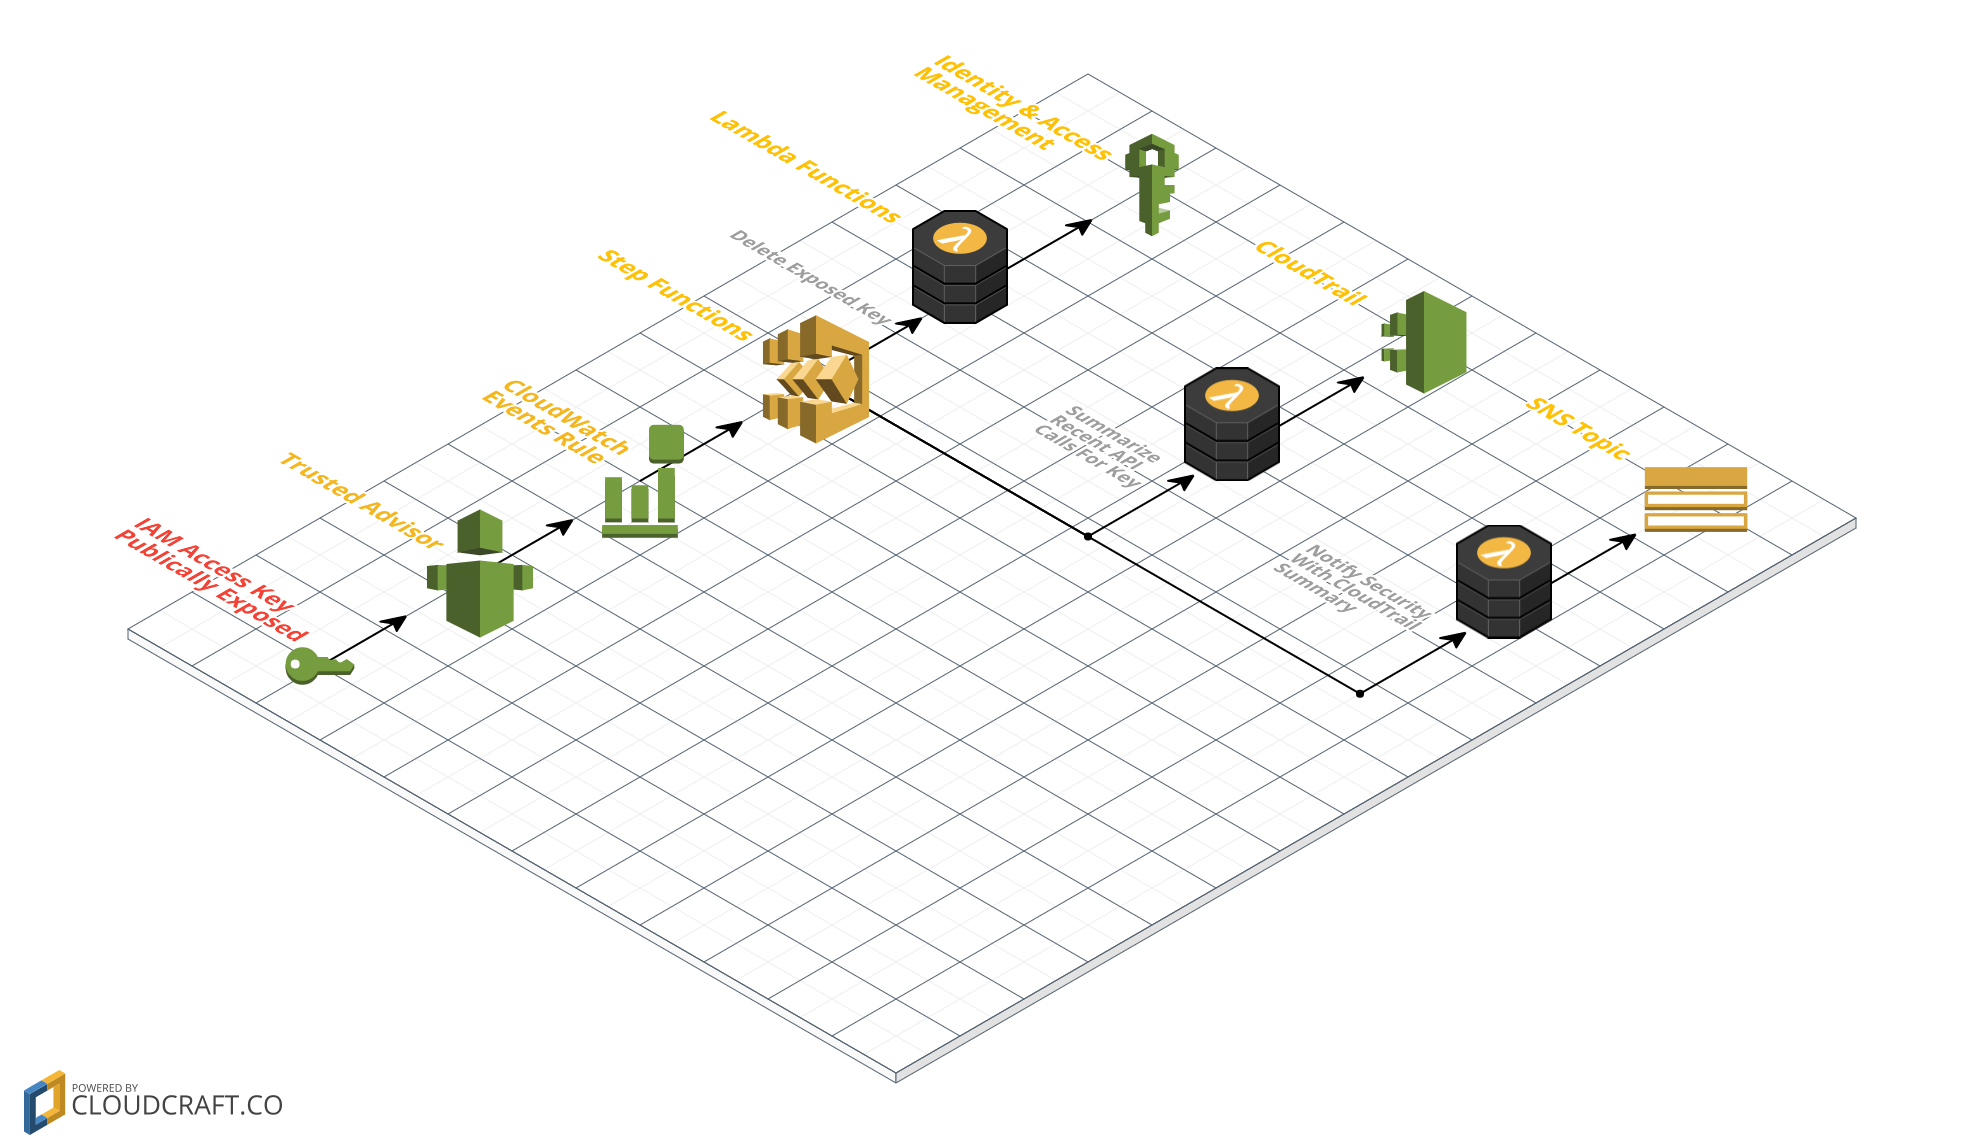 Identity & Access
Management
Lambda Functions
Delete Exposed Key
Step Functions
CloudWatch
Events Rule
Trusted Advisor
IAM Access Key
Publically Exposed
CloudTrail
Summarize
Recent API
Calls For Key
SNS Topic
Notify Security
With CloudTrail
Summary
POWERED BY
CLOUDCRAFT.CO